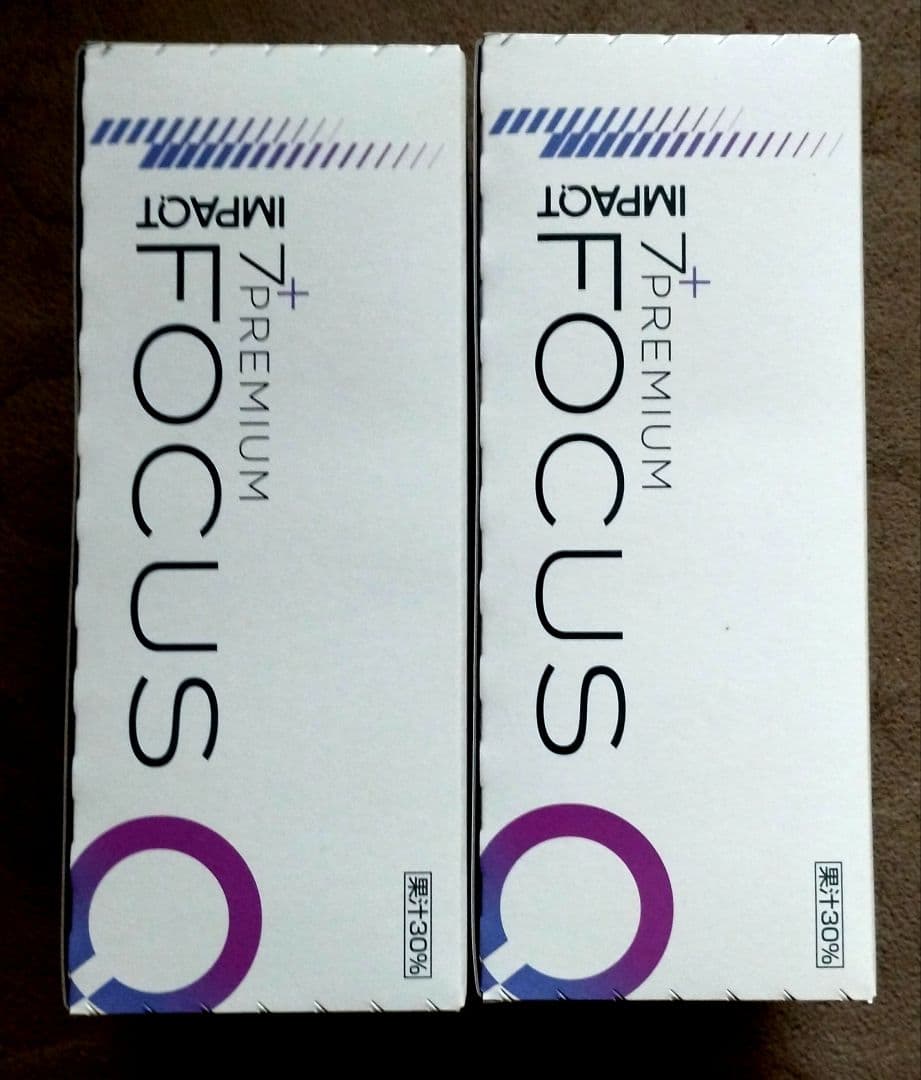 IMPAQT
7+PREMIUM
FOCUS
果汁30%
IMPAQT
7+PREMIUM
FOCUS
果汁30%